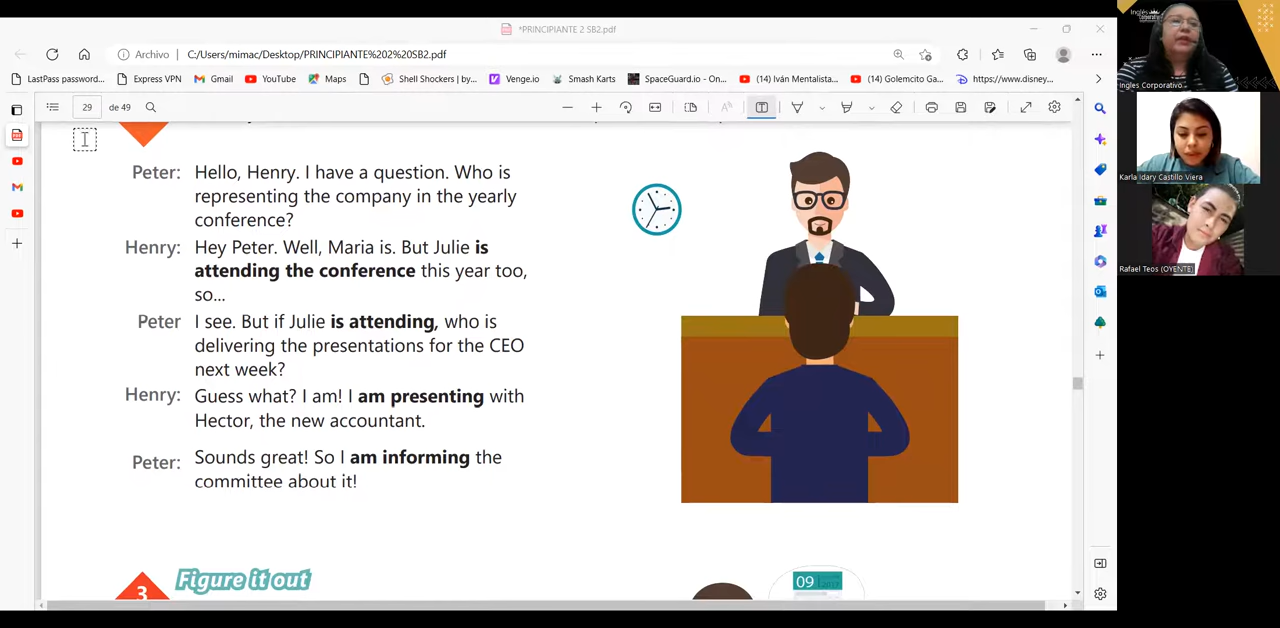 *PRINCIPIANTE 2 SB2.pdf
Archivo C:/Users/mimac/Desktop/PRINCIPIANTE%202%20SB2.pdf
LastPass password... Express VPN Gmail YouTube Maps Shell Shockers | by... Venge.io Smash Karts SpaceGuard.io - On... (14) Iván Mentalista... (14) Golemcito Ga... https://www.disney...
29 de 49
Peter: Hello, Henry. I have a question. Who is
representing the company in the yearly
conference?
Henry: Hey Peter. Well, Maria is. But Julie is
attending the conference this year too,
so...
Peter I see. But if Julie is attending, who is
delivering the presentations for the CEO
next week?
Henry: Guess what? I am! I am presenting with
Hector, the new accountant.
Peter: Sounds great! So I am informing the
committee about it!
3 Figure it out
09
Inglés
Corporativo
Ingles Corporativo
Karla Idary Castillo Viera
Rafael Teos (OYENTE)